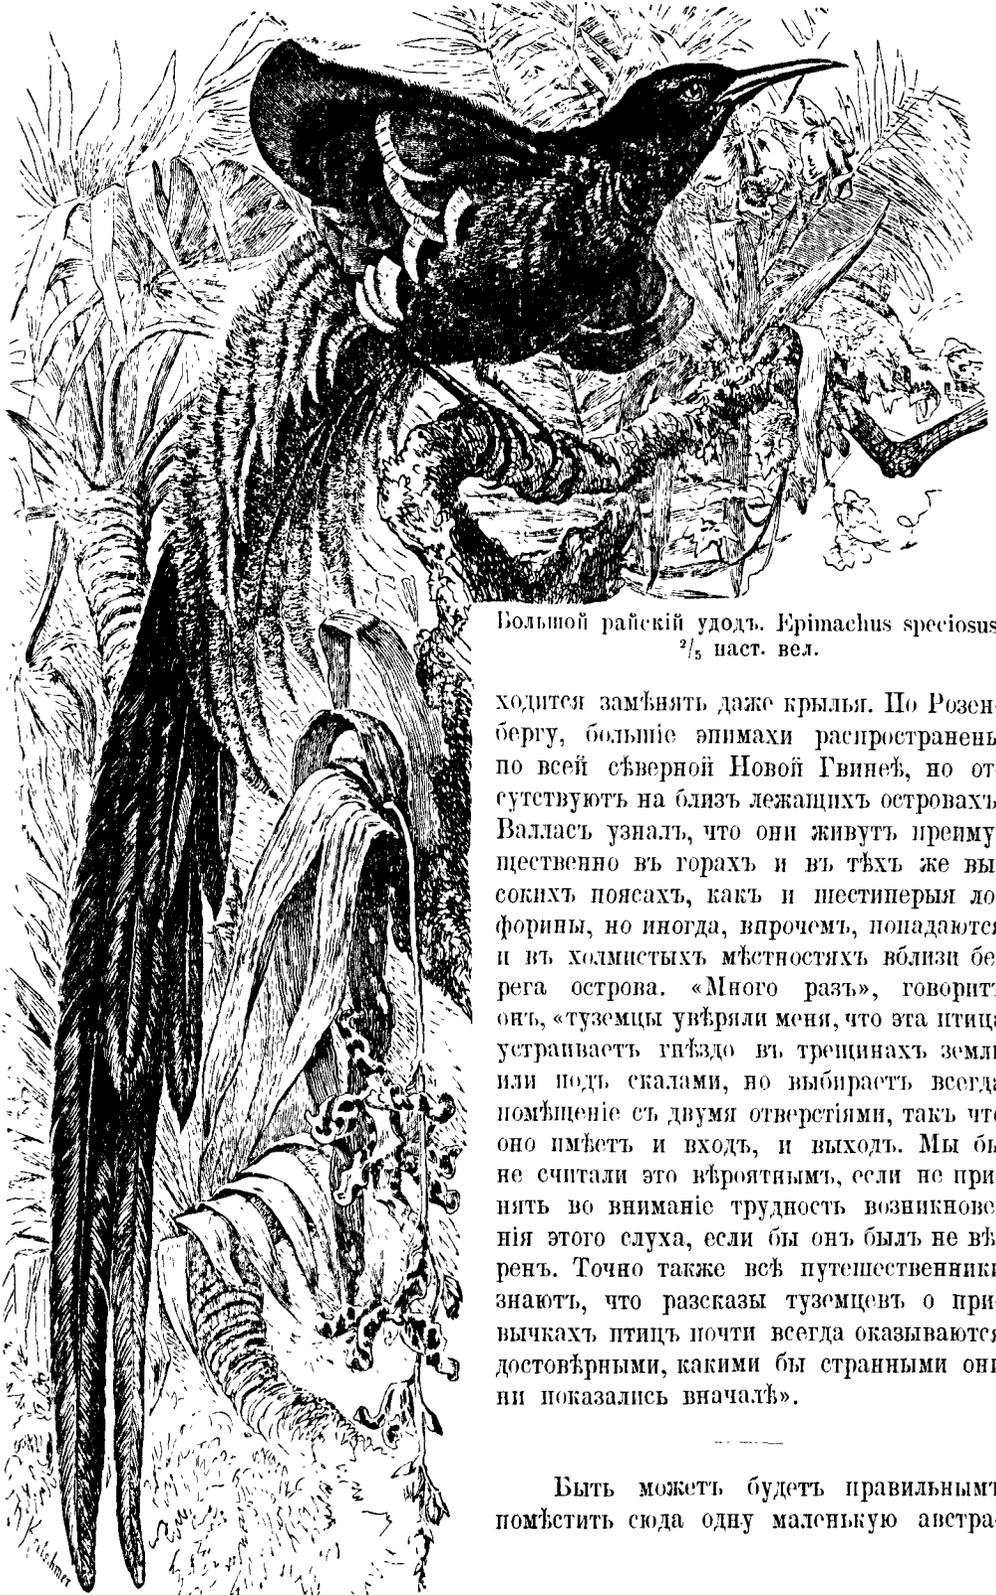 Большой райскій удодъ. Epimachus speciosus
²/₅ наст. вел.
ходится замѣнять даже крылья. По Розен-
бергу, большіе эпимахи распространены
по всей сѣверной Новой Гвинеѣ, но от-
сутствуютъ на близъ лежащихъ островахъ.
Валласъ узналъ, что они живутъ преиму-
щественно въ горахъ и въ тѣхъ же вы-
сокихъ поясахъ, какъ и шестиперыя ло-
форины, но иногда, впрочемъ, попадаются
и въ холмистыхъ мѣстностяхъ вблизи бе-
рега острова. «Много разъ», говоритъ
онъ, «туземцы увѣряли меня, что эта птица
устраиваетъ гнѣздо въ трещинахъ земли
или подъ скалами, но выбираетъ всегда
помѣщеніе съ двумя отверстіями, такъ что
оно имѣетъ и входъ, и выходъ. Мы бы
не считали это вѣроятнымъ, если не при-
нять во вниманіе трудность возникнове-
нія этого слуха, если бы онъ былъ не вѣ-
ренъ. Точно также всѣ путешественники
знаютъ, что разсказы туземцевъ о при-
вычкахъ птицъ почти всегда оказываются
достовѣрными, какими бы странными они
ни показались вначалѣ».
Быть можетъ будетъ правильнымъ
помѣстить сюда одну маленькую австра-